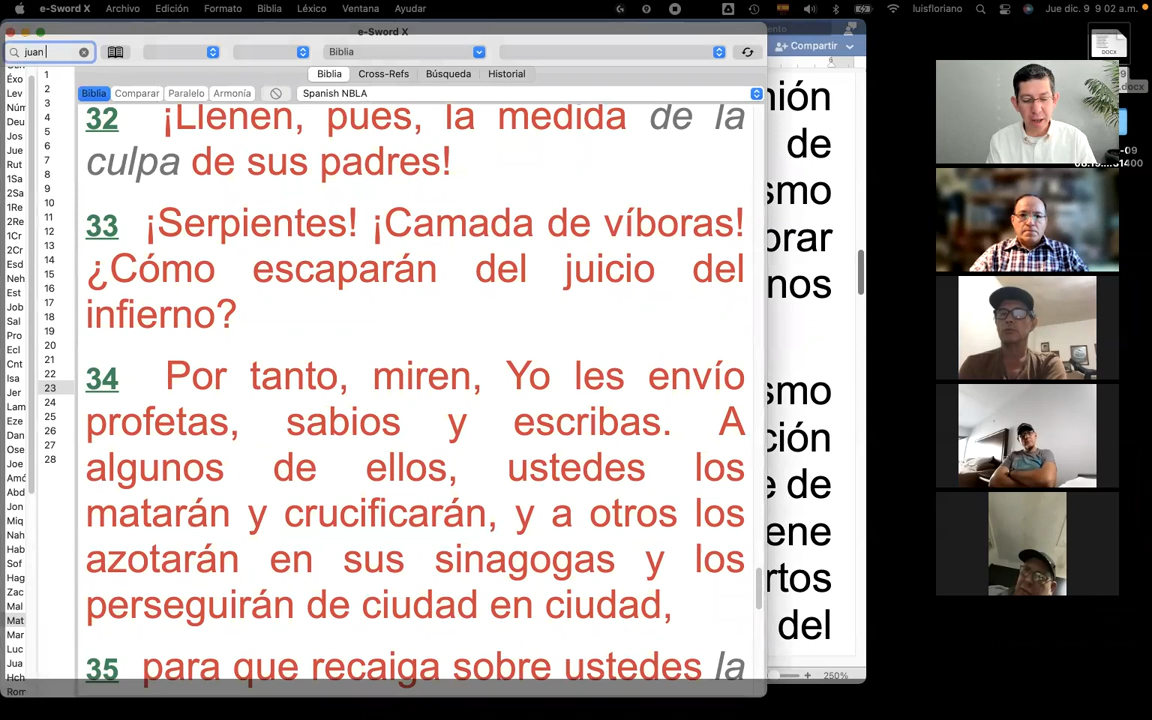 e-Sword X Archivo Edición Formato Biblia Léxico Ventana Ayudar luisfloriano Jue dic. 9 9 02 a.m.
e-Sword X
juan
Biblia
Compartir
DOCX
Biblia Cross-Refs Búsqueda Historial
Biblia Comparar Paralelo Armonía Spanish NBLA
Éxo
Lev
Núm
Deu
Jos
Jue
Rut
1Sa
2Sa
1Re
2Re
1Cr
2Cr
Esd
Neh
Est
Job
Sal
Pro
Ecl
Cnt
Isa
Jer
Lam
Eze
Dan
Ose
Joe
Amó
Abd
Jon
Miq
Nah
Hab
Sof
Hag
Zac
Mal
Mat
Mar
Luc
Jua
Hch
Rom
1
2
3
4
5
6
7
8
9
10
11
12
13
14
15
16
17
18
19
20
21
22
23
24
25
26
27
28
32 ¡Llenen, pues, la medida de la
culpa de sus padres!
33 ¡Serpientes! ¡Camada de víboras!
¿Cómo escaparán del juicio del
infierno?
34 Por tanto, miren, Yo les envío
profetas, sabios y escribas. A
algunos de ellos, ustedes los
matarán y crucificarán, y a otros los
azotarán en sus sinagogas y los
perseguirán de ciudad en ciudad,
35 para que recaiga sobre ustedes la
nión
de
smo
orar
nos
smo
ción
e de
ene
rtos
del
250%